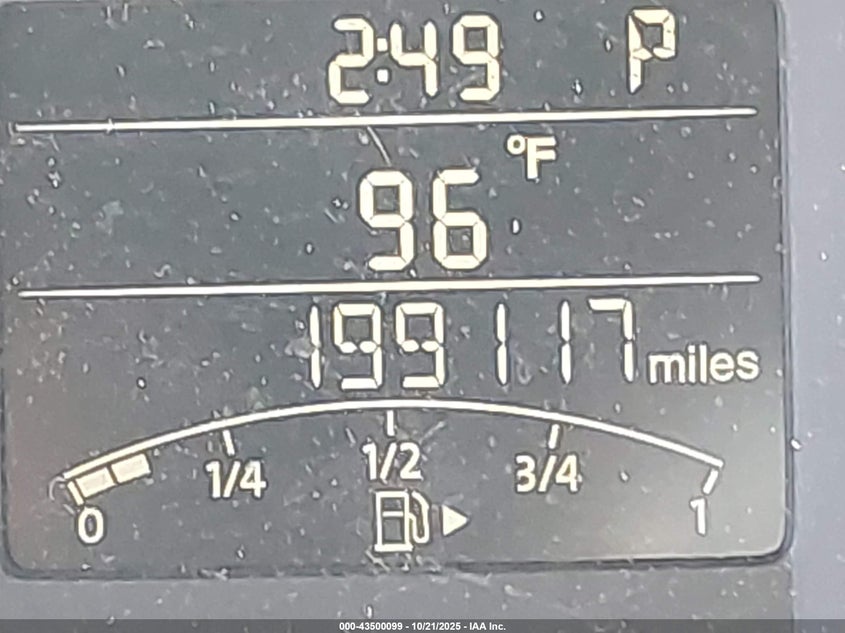 2:49 P
96 °F
199117 miles
0 1/4 1/2 3/4 1
000-43500099 - 10/21/2025 - IAA Inc.